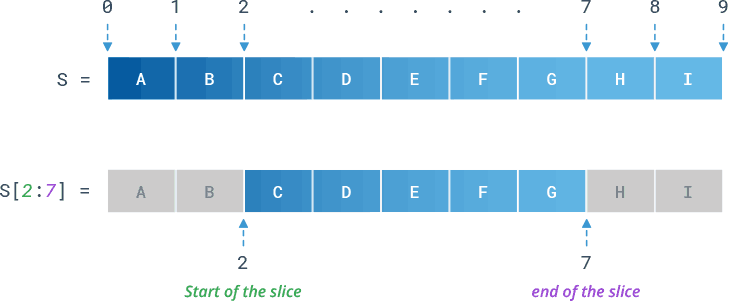 0 1 2 . . . . . . . 7 8 9
S = A B C D E F G H I
S[2:7] = A B C D E F G H I
2 7
Start of the slice end of the slice